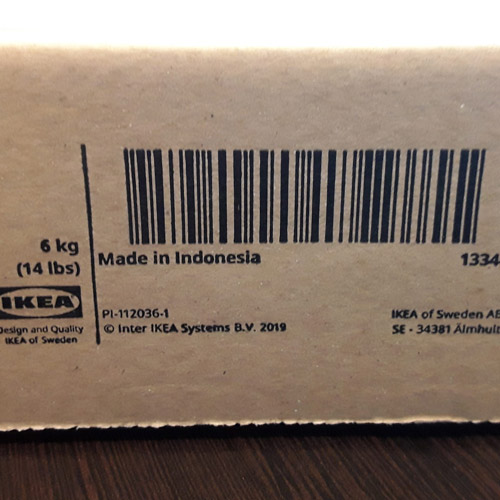 6 kg
(14 lbs)
Made in Indonesia
1334
IKEA
Design and Quality
IKEA of Sweden
PI-112036-1
© Inter IKEA Systems B.V. 2019
IKEA of Sweden AB
SE - 34381 Älmhult